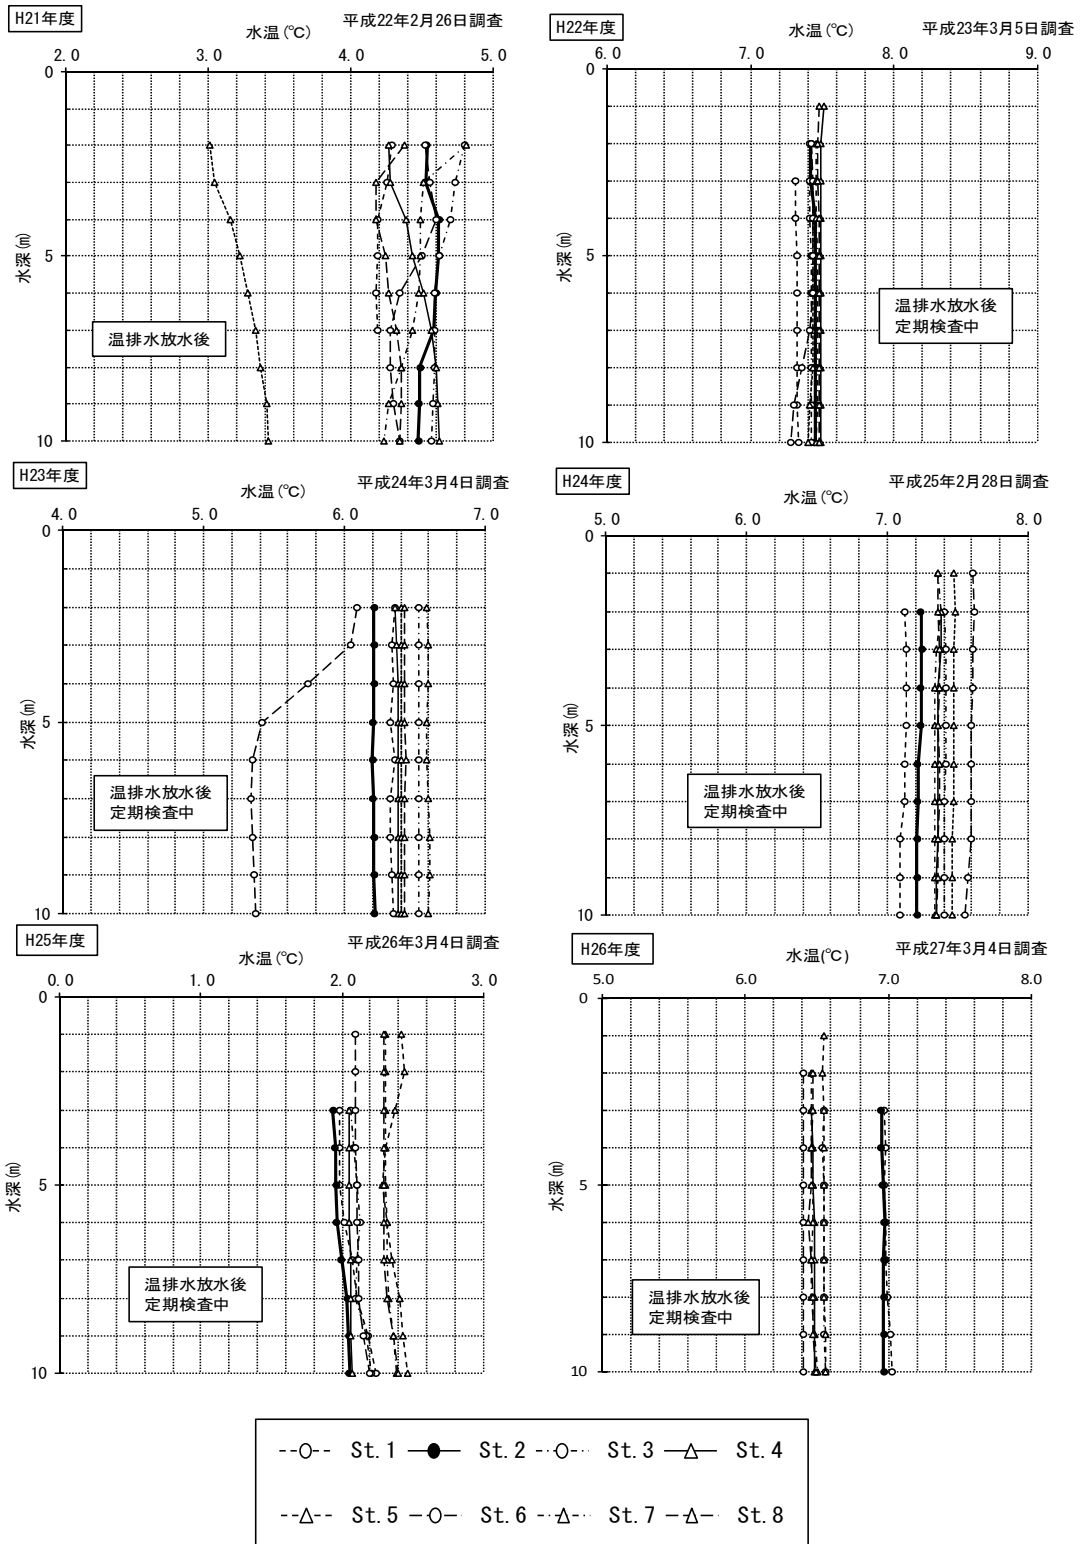 H21年度
水温(℃)
平成22年2月26日調査
2.0 3.0 4.0 5.0
0
5
10
水深(m)
温排水放水後
H22年度
水温(℃)
平成23年3月5日調査
6.0 7.0 8.0 9.0
0
5
10
水深(m)
温排水放水後
定期検査中
H23年度
水温(℃)
平成24年3月4日調査
4.0 5.0 6.0 7.0
0
5
10
水深(m)
温排水放水後
定期検査中
H24年度
水温(℃)
平成25年2月28日調査
5.0 6.0 7.0 8.0
0
5
10
水深(m)
温排水放水後
定期検査中
H25年度
水温(℃)
平成26年3月4日調査
0.0 1.0 2.0 3.0
0
5
10
水深(m)
温排水放水後
定期検査中
H26年度
水温(℃)
平成27年3月4日調査
5.0 6.0 7.0 8.0
0
5
10
水深(m)
温排水放水後
定期検査中
St.1 St.2 St.3 St.4
St.5 St.6 St.7 St.8